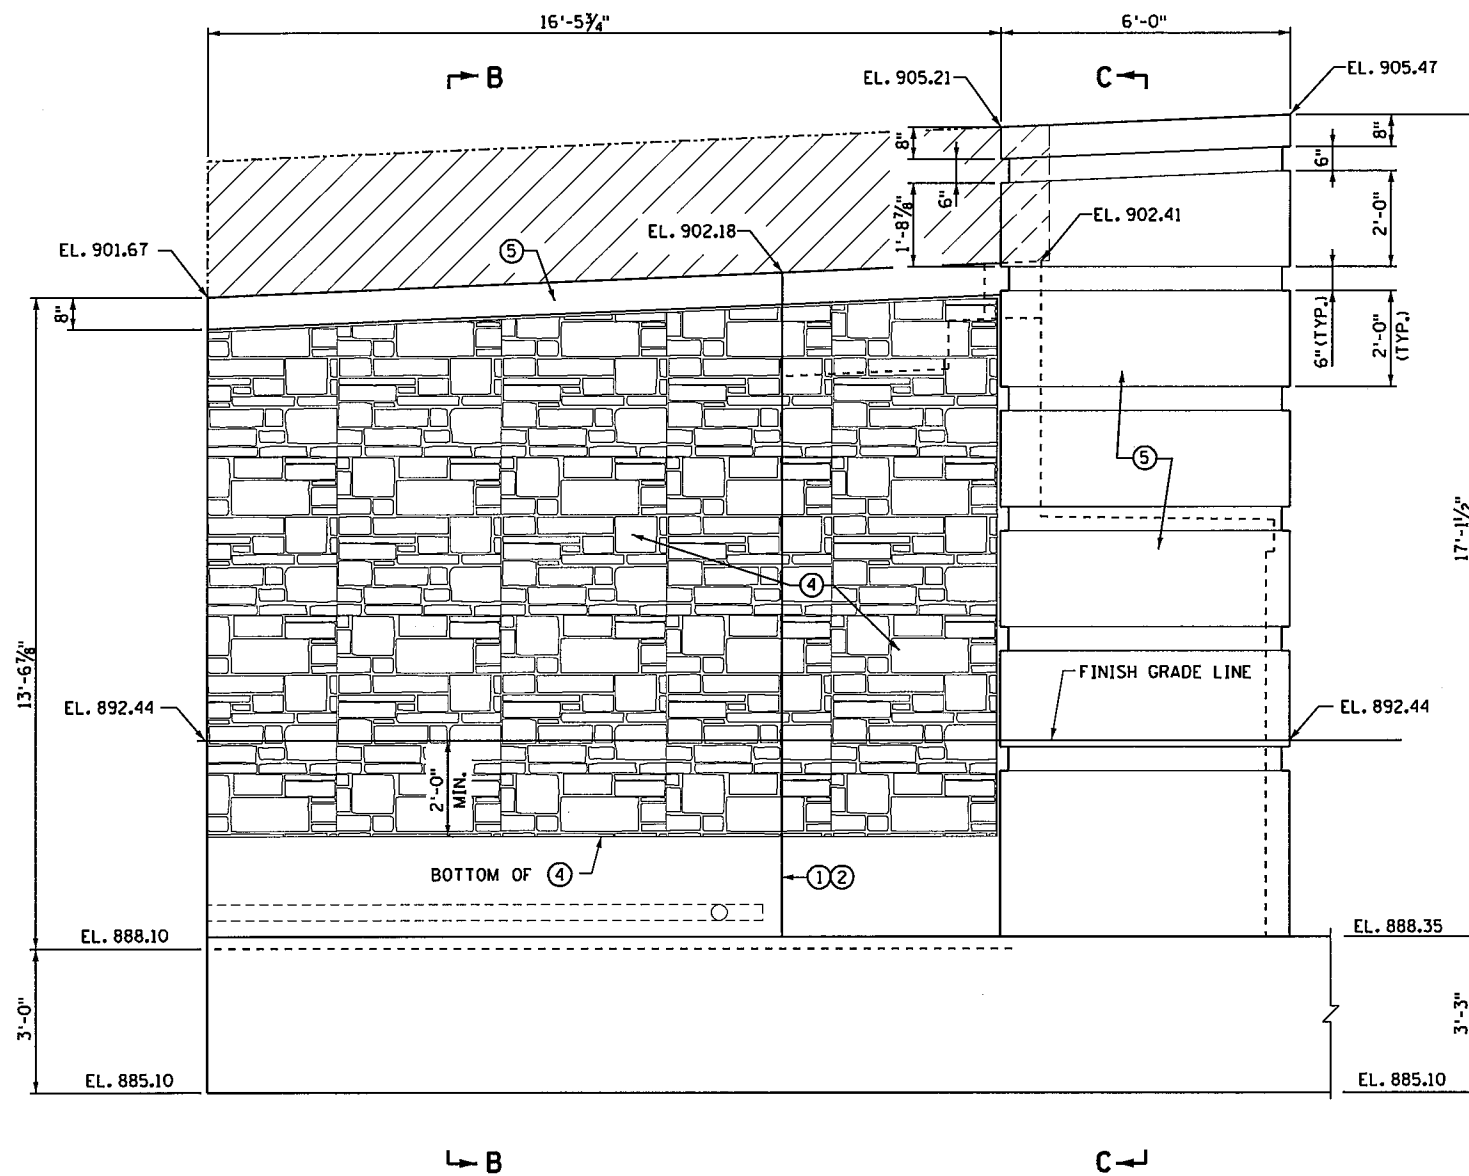 16'-5¾"
6'-0"
B
C
EL. 905.21
EL. 905.47
8"
8"
6"
6"
1'-8⅞"
2'-0"
EL. 902.41
EL. 902.18
EL. 901.67
5
8"
6" (TYP.)
2'-0"
(TYP.)
5
17'-1½"
4
13'-6⅞"
FINISH GRADE LINE
EL. 892.44
EL. 892.44
2'-0"
MIN.
BOTTOM OF 4
1 2
EL. 888.10
EL. 888.35
3'-0"
3'-3"
EL. 885.10
EL. 885.10
B
C